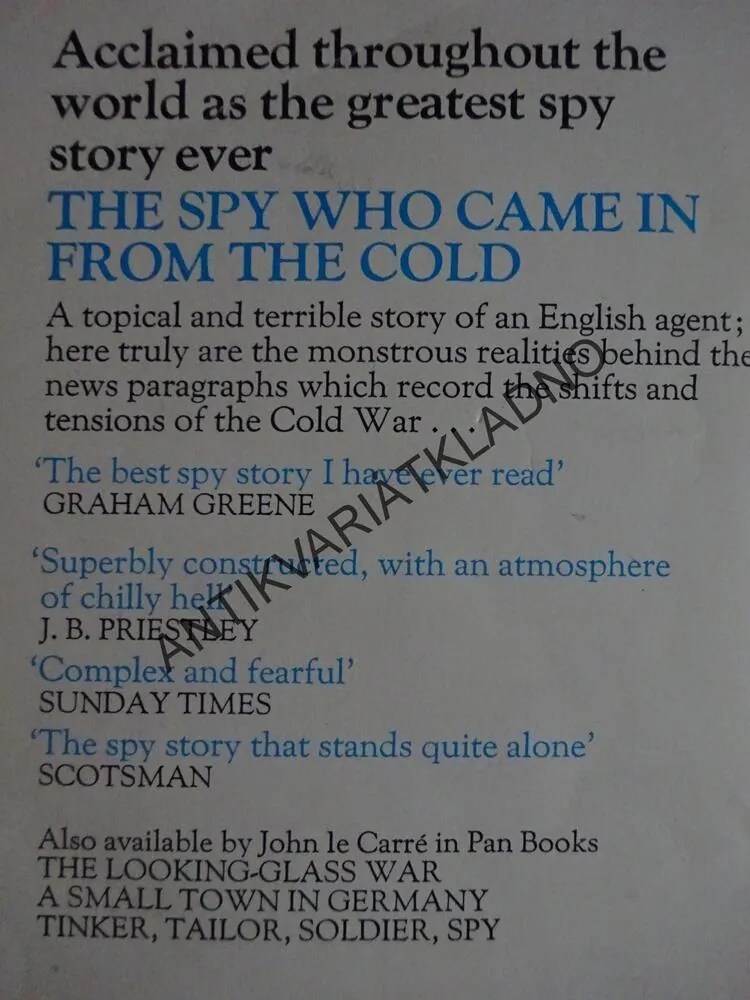 Acclaimed throughout the
world as the greatest spy
story ever
THE SPY WHO CAME IN
FROM THE COLD
A topical and terrible story of an English agent;
here truly are the monstrous realities behind the
news paragraphs which record the shifts and
tensions of the Cold War . . .
‘The best spy story I have ever read’
GRAHAM GREENE
‘Superbly constructed, with an atmosphere
of chilly hell’
J. B. PRIESTLEY
‘Complex and fearful’
SUNDAY TIMES
‘The spy story that stands quite alone’
SCOTSMAN
Also available by John le Carré in Pan Books
THE LOOKING-GLASS WAR
A SMALL TOWN IN GERMANY
TINKER, TAILOR, SOLDIER, SPY
ANTIKVARIATKLADNO